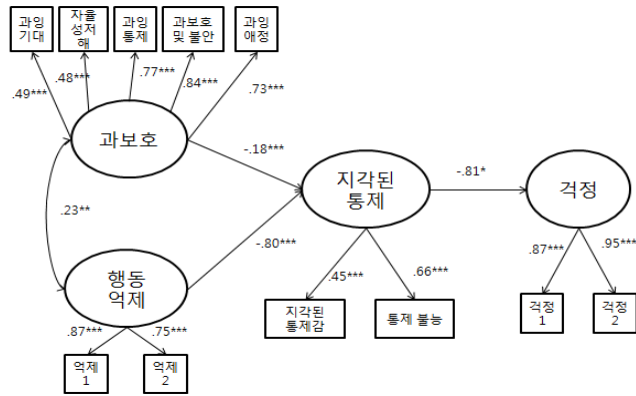 과잉
기대
자율
성저
해
과잉
통제
과보호
및 불안
과잉
애정
.49***
.48***
.77***
.84***
.73***
과보호
-.18***
지각된
통제
-.81*
걱정
.23**
-.80***
행동
억제
.45***
.66***
.87***
.95***
지각된
통제감
통제 불능
걱정
1
걱정
2
.87***
.75***
억제
1
억제
2